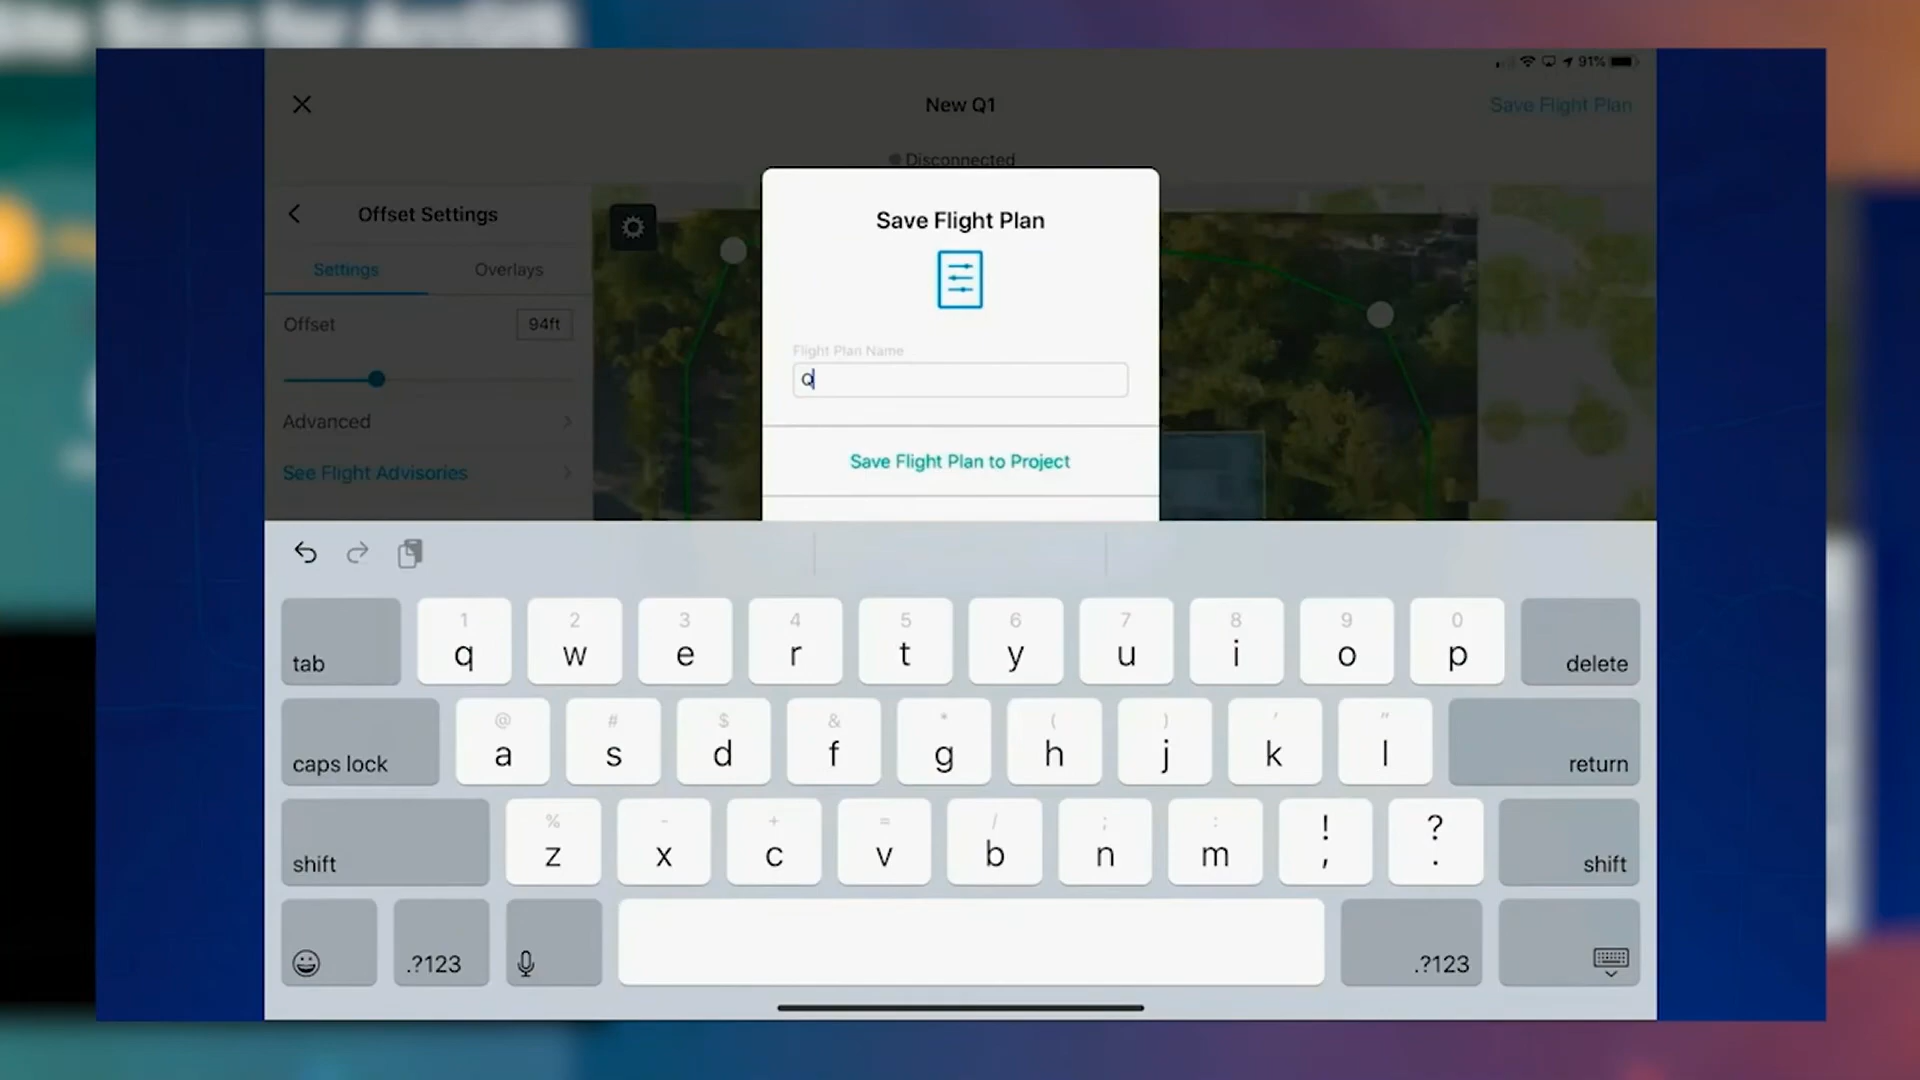 91%
New Q1
Save Flight Plan
Disconnected
Offset Settings
Settings
Overlays
Offset
94ft
Advanced
See Flight Advisories
Save Flight Plan
Flight Plan Name
Q
Save Flight Plan to Project
tab
1 2 3 4 5 6 7 8 9 0
q w e r t y u i o p
delete
caps lock
@ # $ & * ( ) ' "
a s d f g h j k l
return
shift
% - + = / ; : ! ?
z x c v b n m , .
shift
.?123
.?123